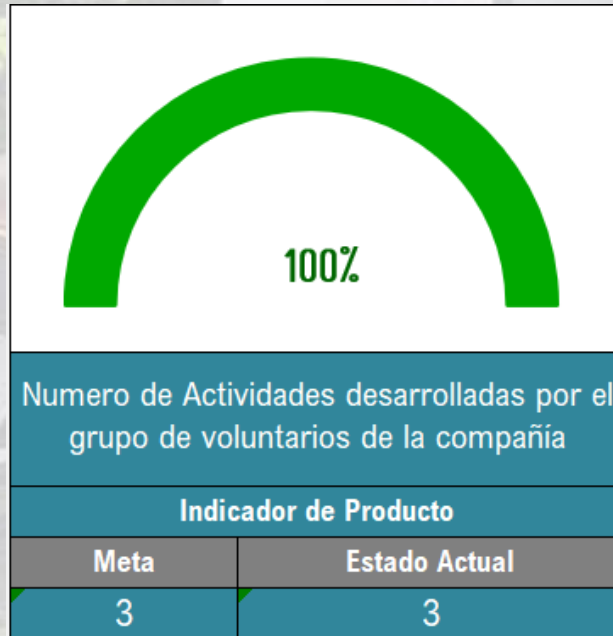 100%
Numero de Actividades desarrolladas por el
grupo de voluntarios de la compañía
Indicador de Producto
Meta Estado Actual
3 3